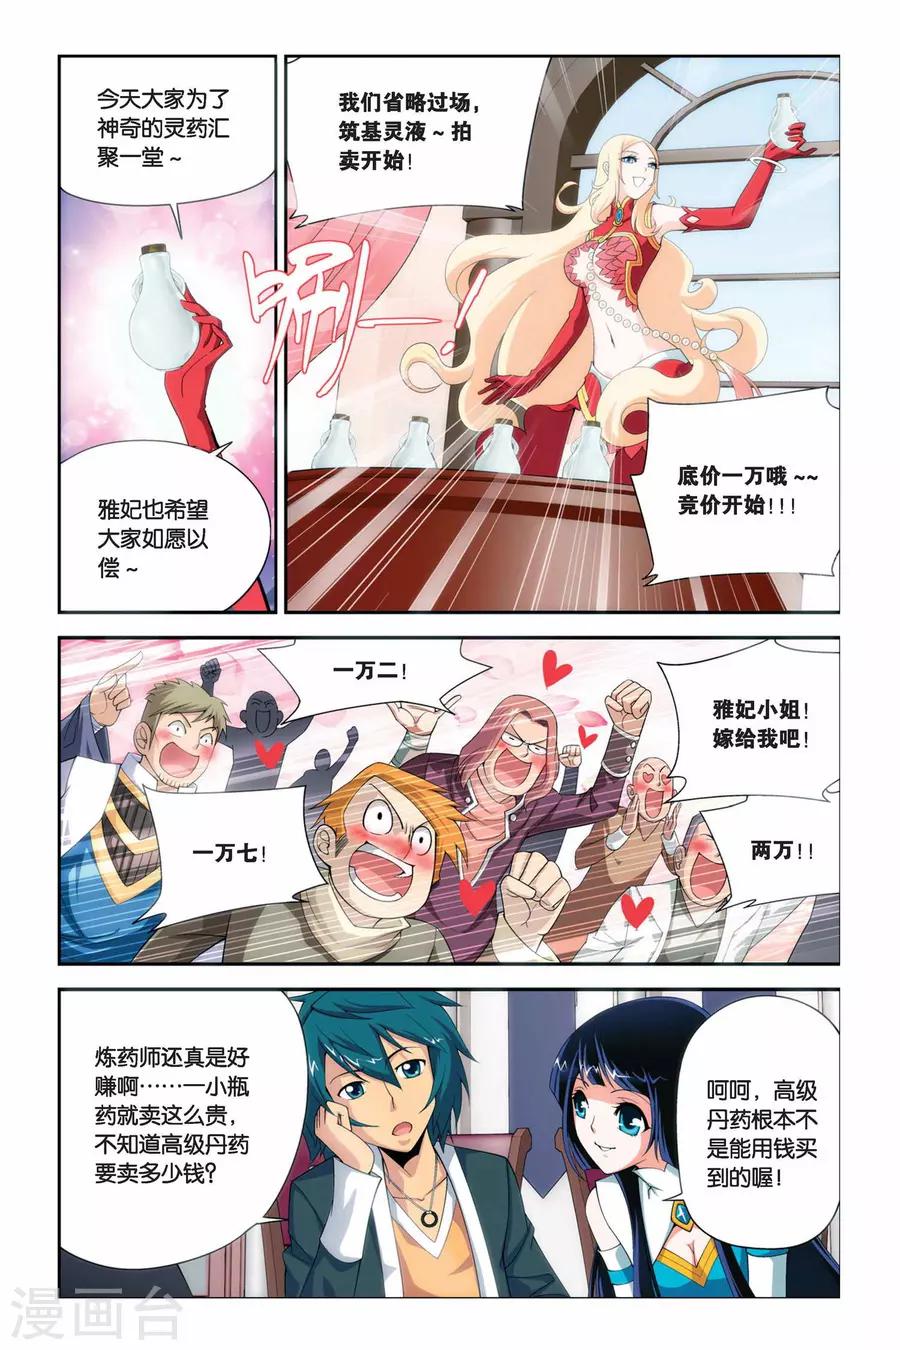 今天大家为了
神奇的灵药汇
聚一堂~
雅妃也希望
大家如愿以
偿~
我们省略过场，
筑基灵液~拍
卖开始！
唰—！
底价一万哦~~
竞价开始！！！
一万二！
一万七！
雅妃小姐！
嫁给我吧！
两万！！
炼药师还真是好
赚啊……一小瓶
药就卖这么贵，
不知道高级丹药
要卖多少钱？
呵呵，高级
丹药根本不
是能用钱买
到的喔！
漫画台